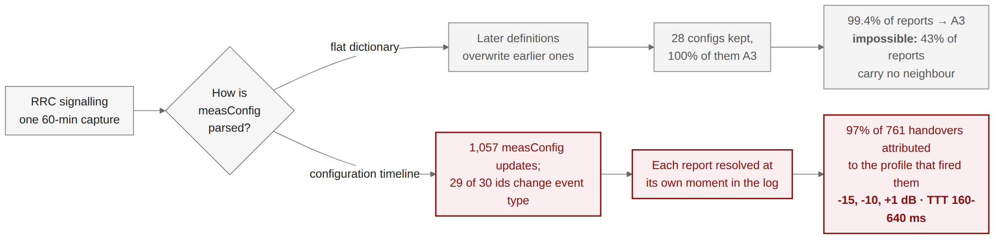 RRC signalling
one 60-min capture
How is
measConfig
parsed?
flat dictionary
Later definitions
overwrite earlier ones
28 configs kept,
100% of them A3
99.4% of reports → A3
impossible: 43% of
reports
carry no neighbour
configuration timeline
1,057 measConfig
updates;
29 of 30 ids change event
type
Each report resolved at
its own moment in the log
97% of 761 handovers
attributed
to the profile that fired
them
-15, -10, +1 dB · TTT 160-
640 ms